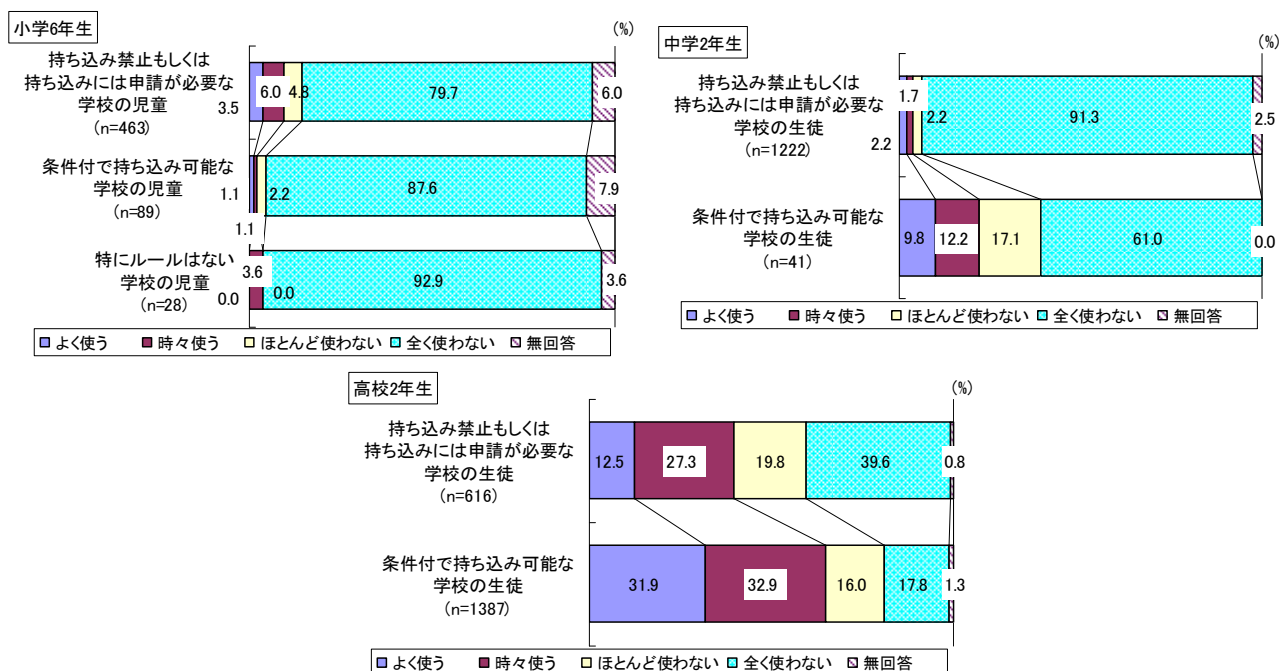 小学6年生
(%)
持ち込み禁止もしくは
持ち込みには申請が必要な
学校の児童
(n=463)
3.5
6.0
4.8
79.7
6.0
条件付で持ち込み可能な
学校の児童
(n=89)
1.1
1.1
2.2
87.6
7.9
特にルールはない
学校の児童
(n=28)
0.0
3.6
0.0
92.9
3.6
よく使う 時々使う ほとんど使わない 全く使わない 無回答
中学2年生
(%)
持ち込み禁止もしくは
持ち込みには申請が必要な
学校の生徒
(n=1222)
2.2
1.7
2.2
91.3
2.5
条件付で持ち込み可能な
学校の生徒
(n=41)
9.8
12.2
17.1
61.0
0.0
よく使う 時々使う ほとんど使わない 全く使わない 無回答
高校2年生
(%)
持ち込み禁止もしくは
持ち込みには申請が必要な
学校の生徒
(n=616)
12.5
27.3
19.8
39.6
0.8
条件付で持ち込み可能な
学校の生徒
(n=1387)
31.9
32.9
16.0
17.8
1.3
よく使う 時々使う ほとんど使わない 全く使わない 無回答